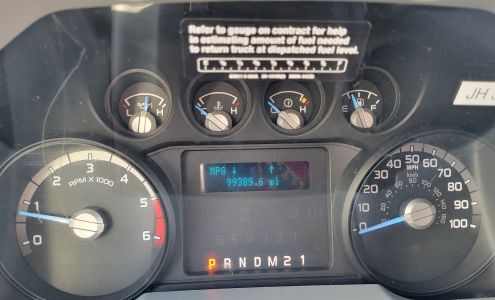 Refer to gauge on contract for help
in estimating amount of fuel needed
to return truck at dispatched fuel level.
JH
L H
C H
C H
E F
MPG ↓ ↑
99389.6 mi
0 1 2 3 4 5 6
RPM X 1000
0 10 20 30 40 50 60 70 80 90 100
MPH
km/h
P R N D M 2 1